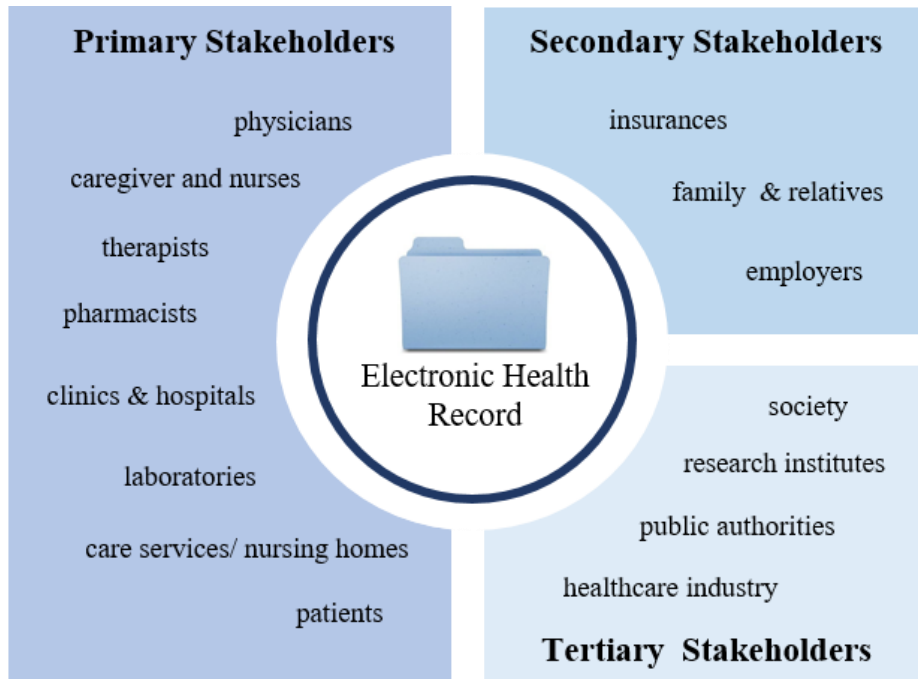 Primary Stakeholders
physicians
caregiver and nurses
therapists
pharmacists
clinics & hospitals
laboratories
care services/ nursing homes
patients
Electronic Health
Record
Secondary Stakeholders
insurances
family & relatives
employers
society
research institutes
public authorities
healthcare industry
Tertiary Stakeholders